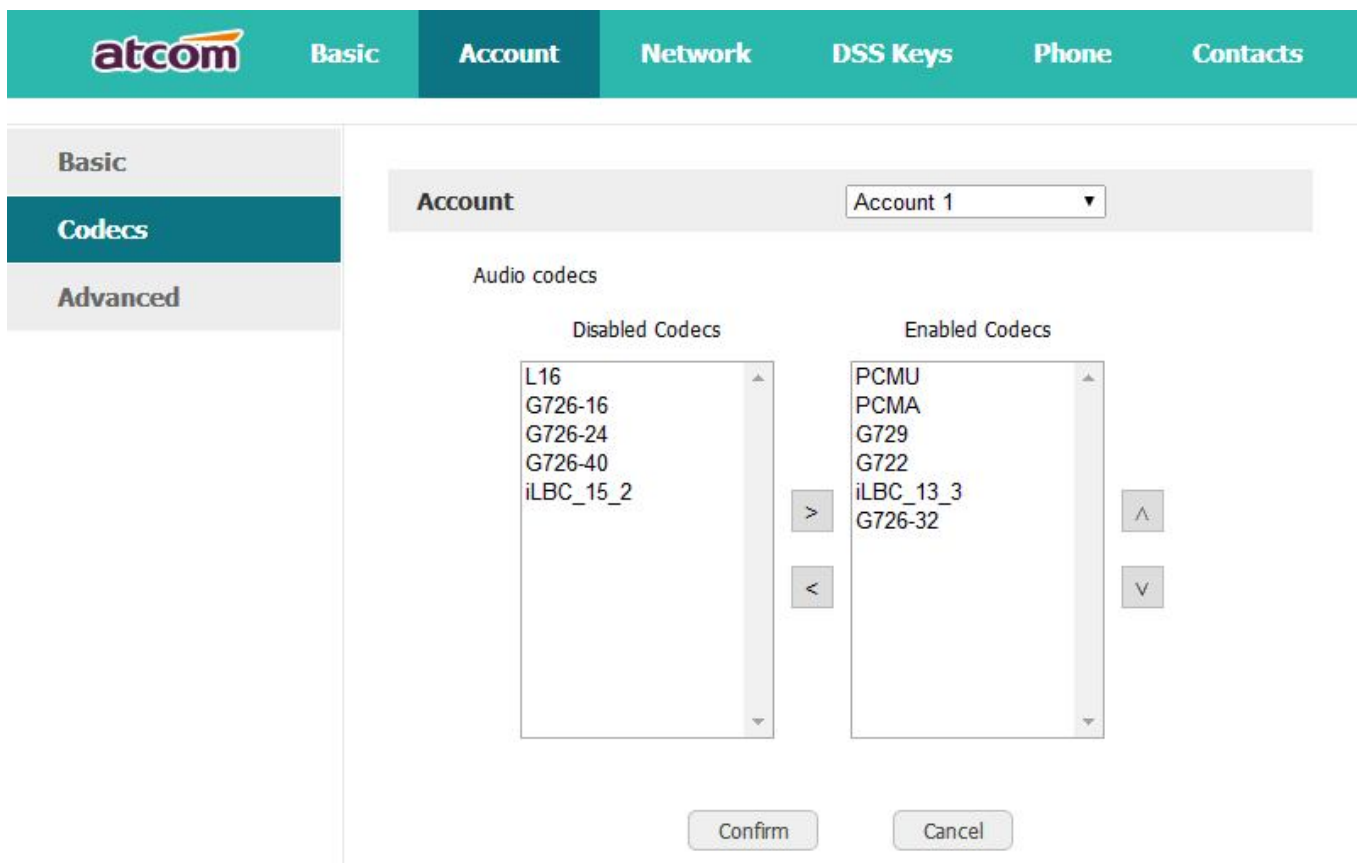 atcom Basic Account Network DSS Keys Phone Contacts
Basic
Codecs
Advanced
Account Account 1 ▼
Audio codecs
Disabled Codecs Enabled Codecs
L16
G726-16
G726-24
G726-40
iLBC_15_2
PCMU
PCMA
G729
G722
iLBC_13_3
G726-32
>
<
∧
∨
Confirm Cancel